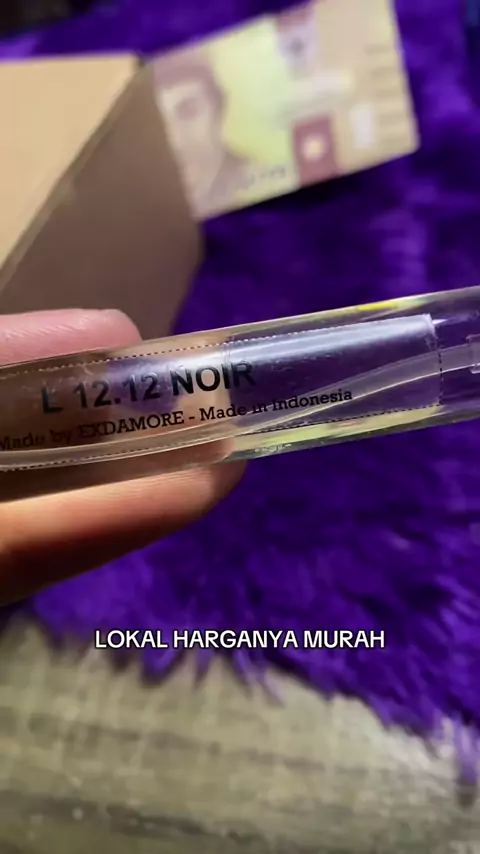 L 12.12 NOIR
Made by EXDAMORE - Made in Indonesia
LOKAL HARGANYA MURAH